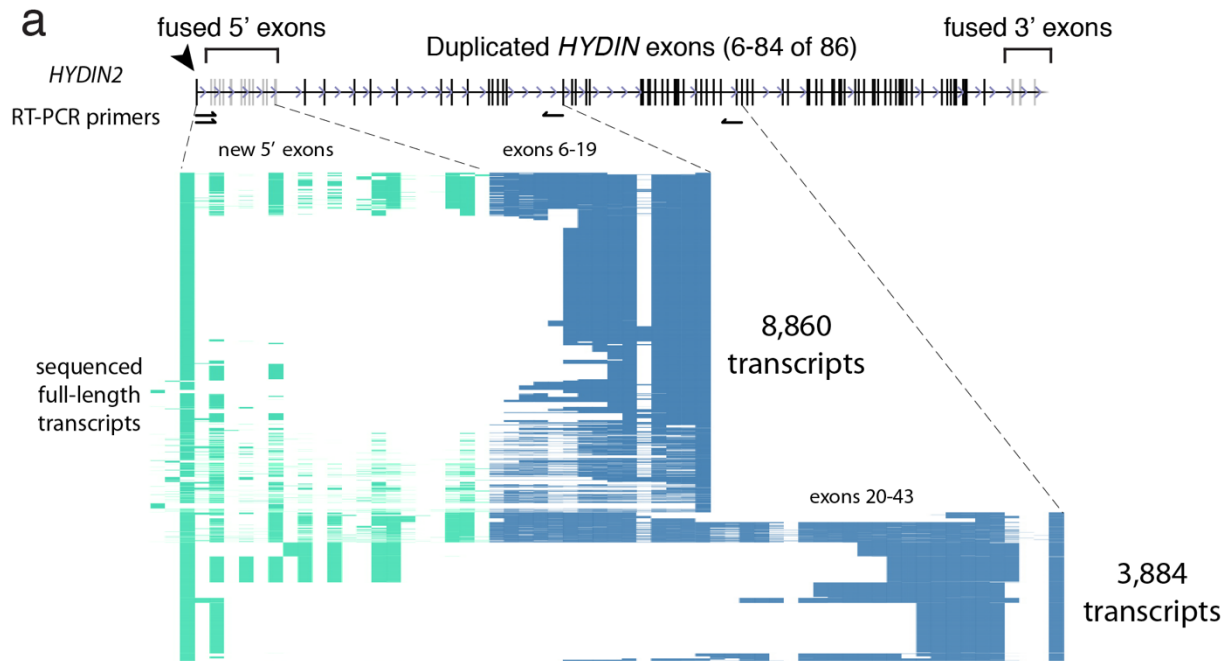 a
fused 5’ exons
Duplicated HYDIN exons (6-84 of 86)
fused 3’ exons
HYDIN2
RT-PCR primers
new 5’ exons
exons 6-19
8,860
transcripts
sequenced
full-length
transcripts
exons 20-43
3,884
transcripts